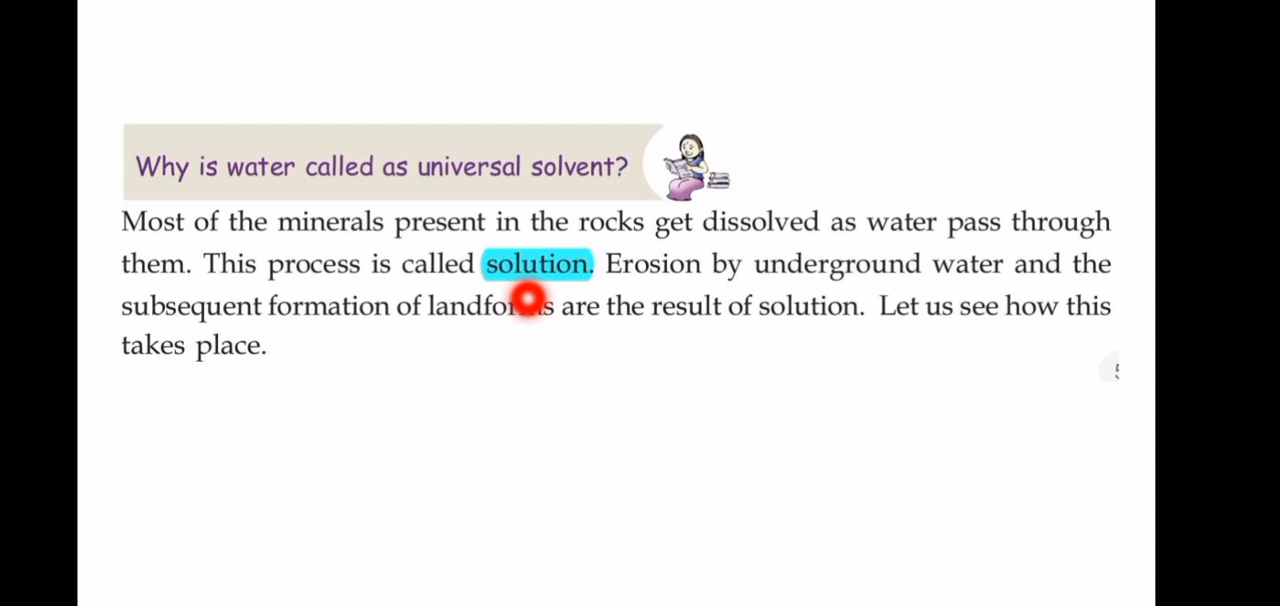 Why is water called as universal solvent?
Most of the minerals present in the rocks get dissolved as water pass through
them. This process is called solution. Erosion by underground water and the
subsequent formation of landforms are the result of solution. Let us see how this
takes place.